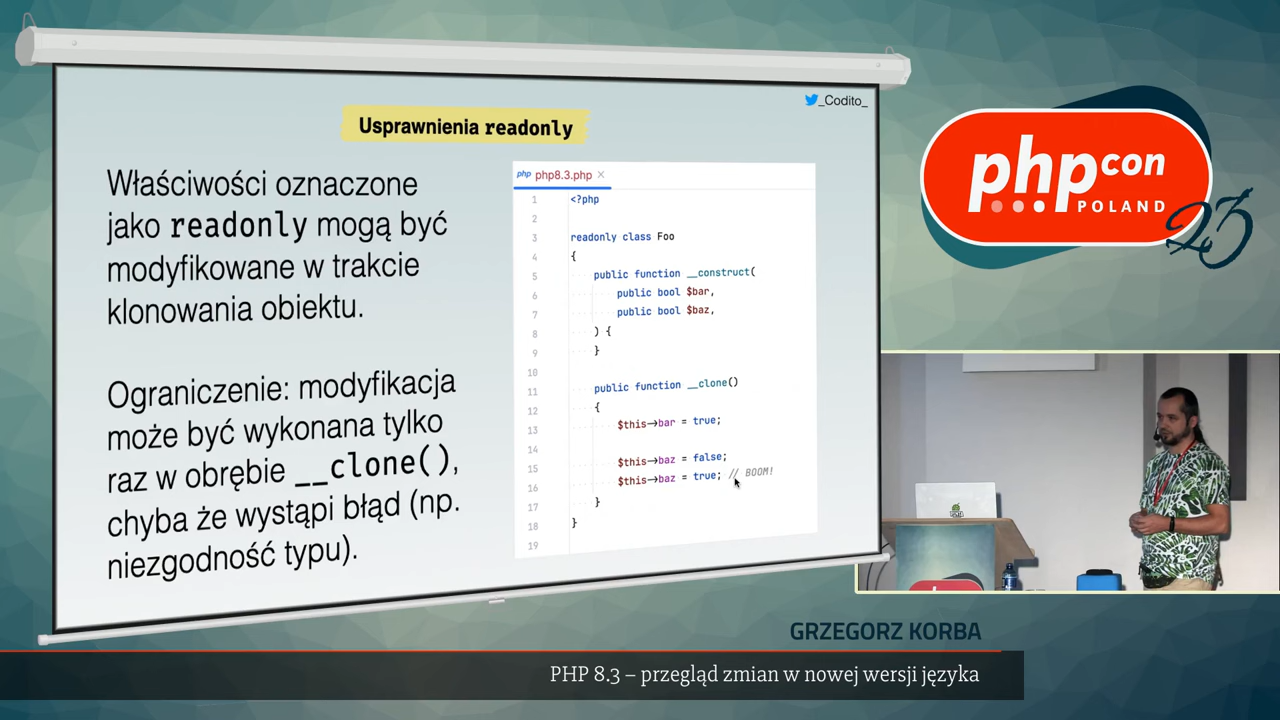 _Codito_
Usprawnienia readonly
Właściwości oznaczone
jako readonly mogą być
modyfikowane w trakcie
klonowania obiektu.
Ograniczenie: modyfikacja
może być wykonana tylko
raz w obrębie __clone(),
chyba że wystąpi błąd (np.
niezgodność typu).
php php8.3.php ×
1 <?php
2
3 readonly class Foo
4 {
5 public function __construct(
6 public bool $bar,
7 public bool $baz,
8 ) {
9 }
10
11 public function __clone()
12 {
13 $this→bar = true;
14
15 $this→baz = false;
16 $this→baz = true; // BOOM!
17 }
18 }
19
phpcon
POLAND
23
GRZEGORZ KORBA
PHP 8.3 – przegląd zmian w nowej wersji języka